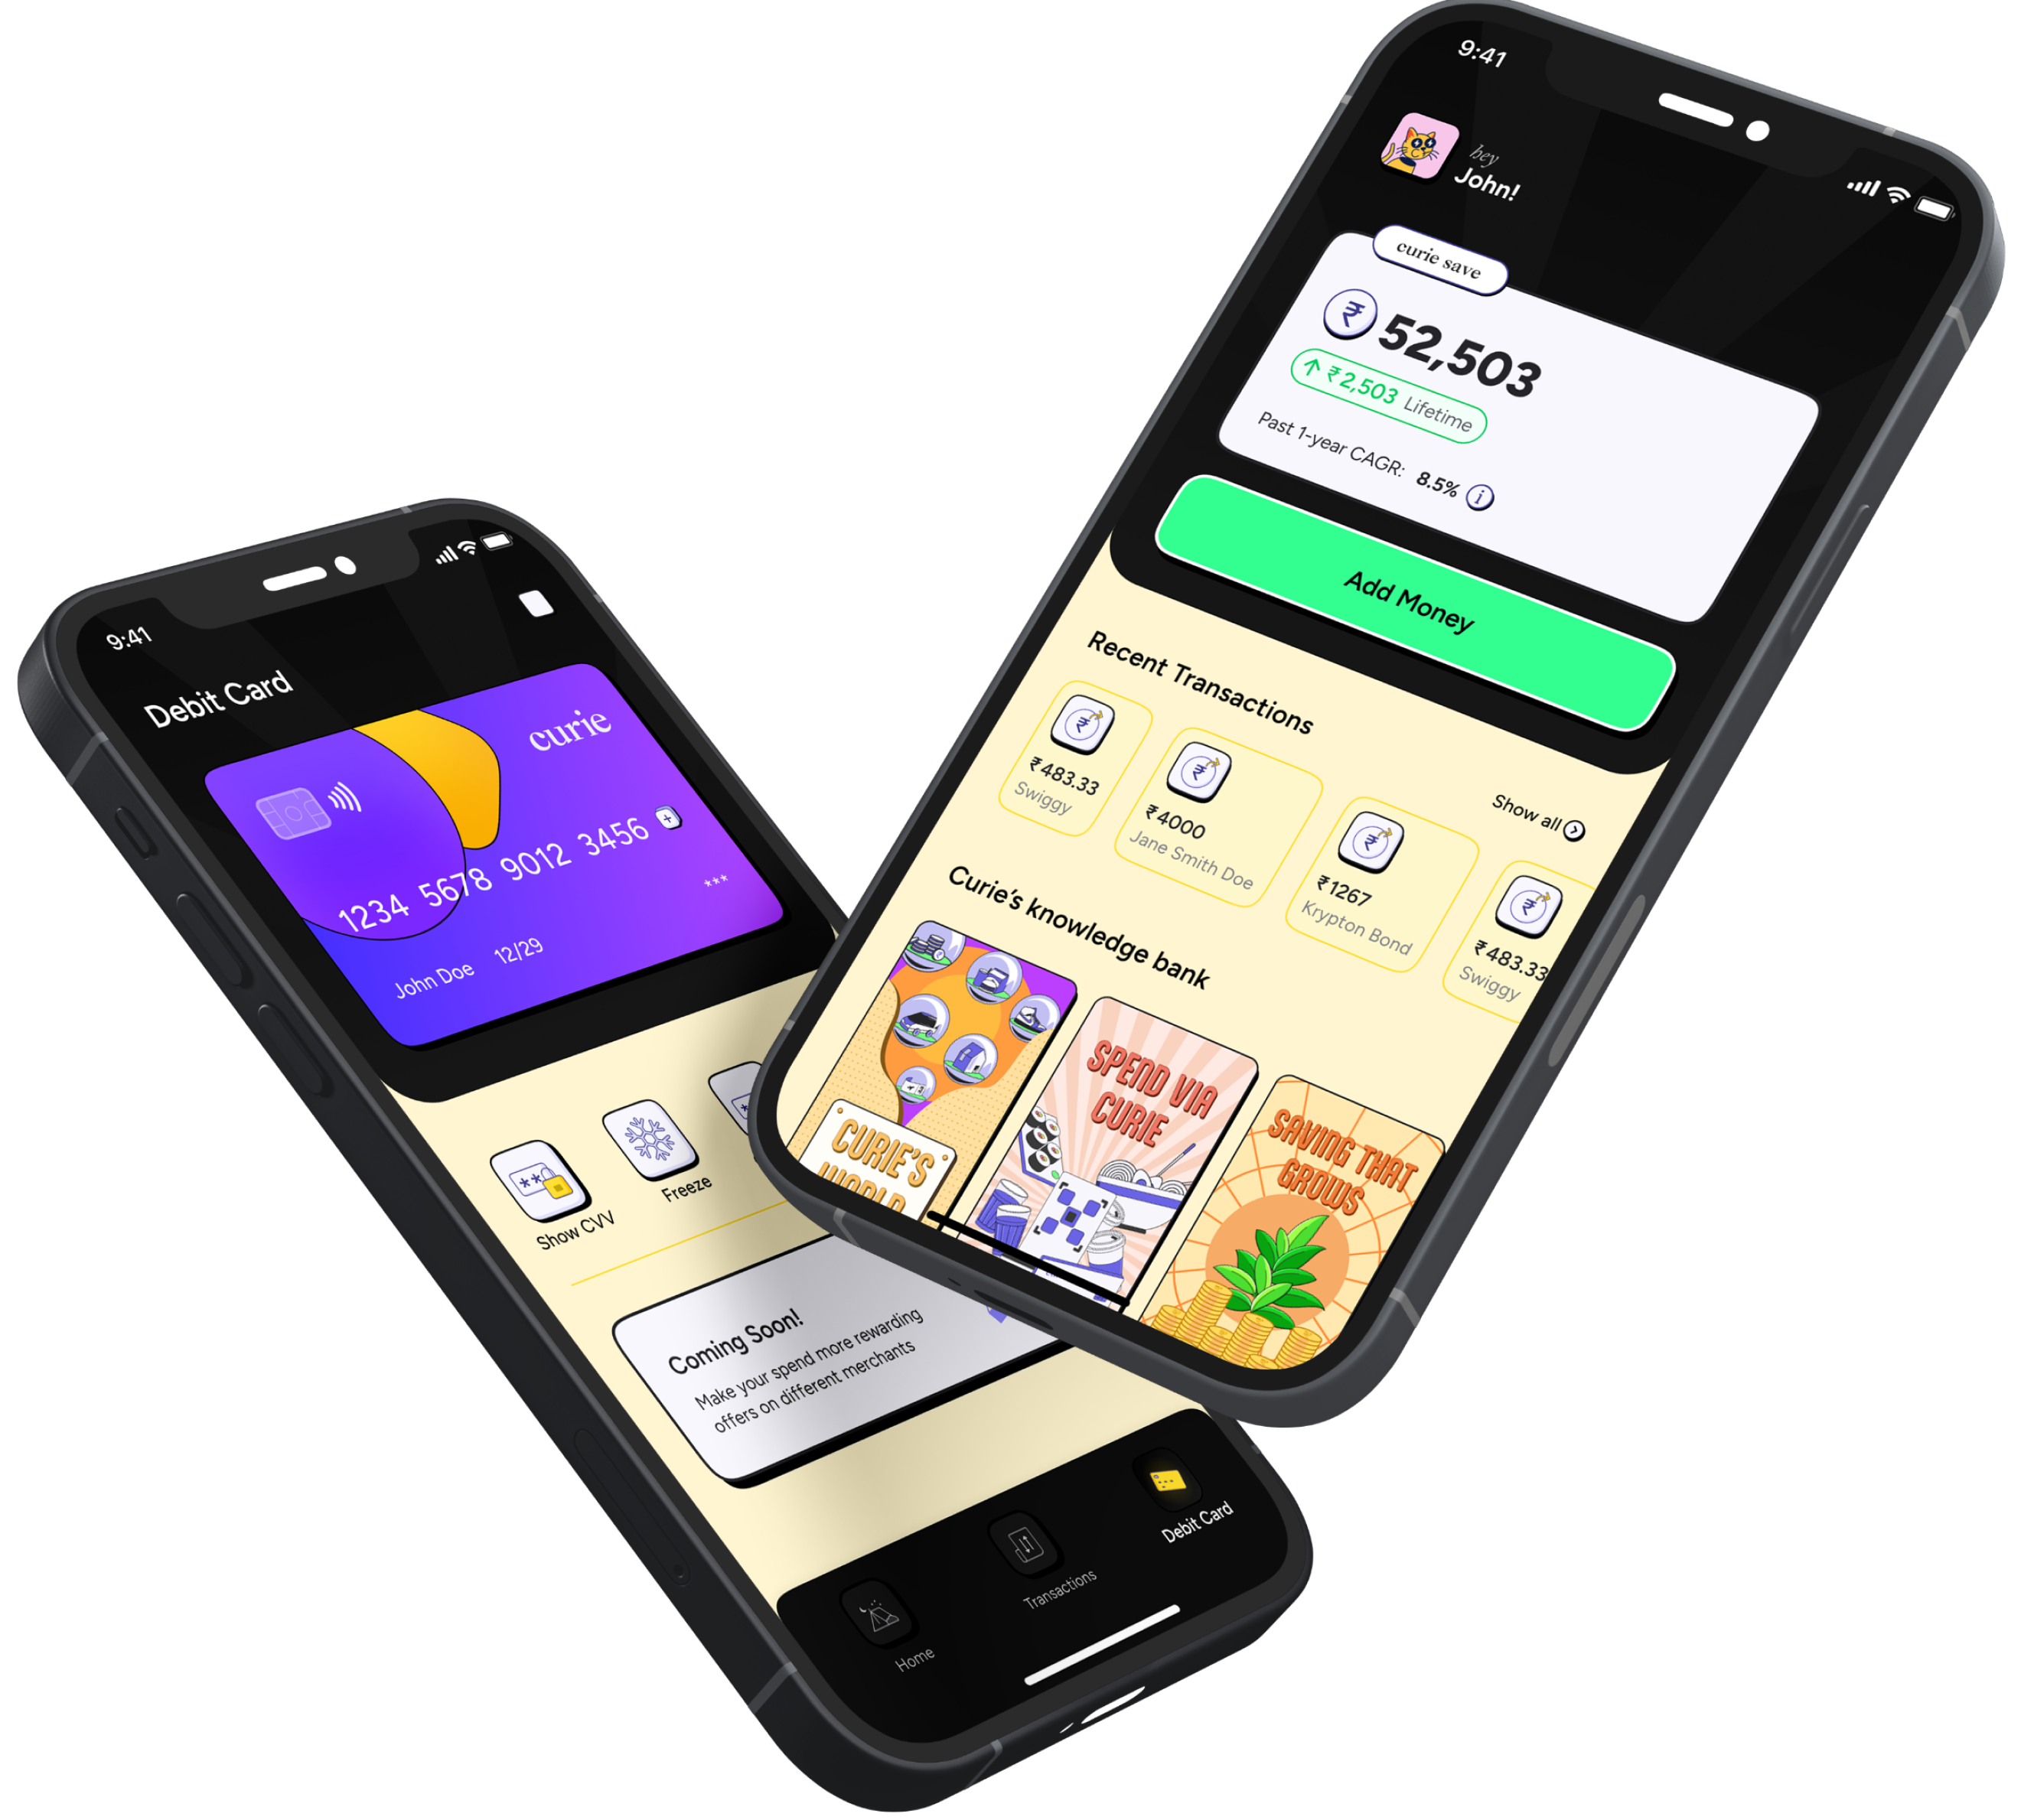 9:41
Debit Card
curie
1234 5678 9012 3456
***
John Doe 12/29
Show CVV
Freeze
Coming Soon!
Make your spend more rewarding
offers on different merchants
Home
Transactions
Debit Card
9:41
hey
John!
curie save
₹ 52,503
↑ ₹2,503 Lifetime
Past 1-year CAGR: 8.5% i
Add Money
Recent Transactions
Show all
₹483.33
Swiggy
₹4000
Jane Smith Doe
₹1267
Krypton Bond
₹483.33
Swiggy
Curie's knowledge bank
CURIE'S
WORLD
SPEND VIA
CURIE
SAVING THAT
GROWS